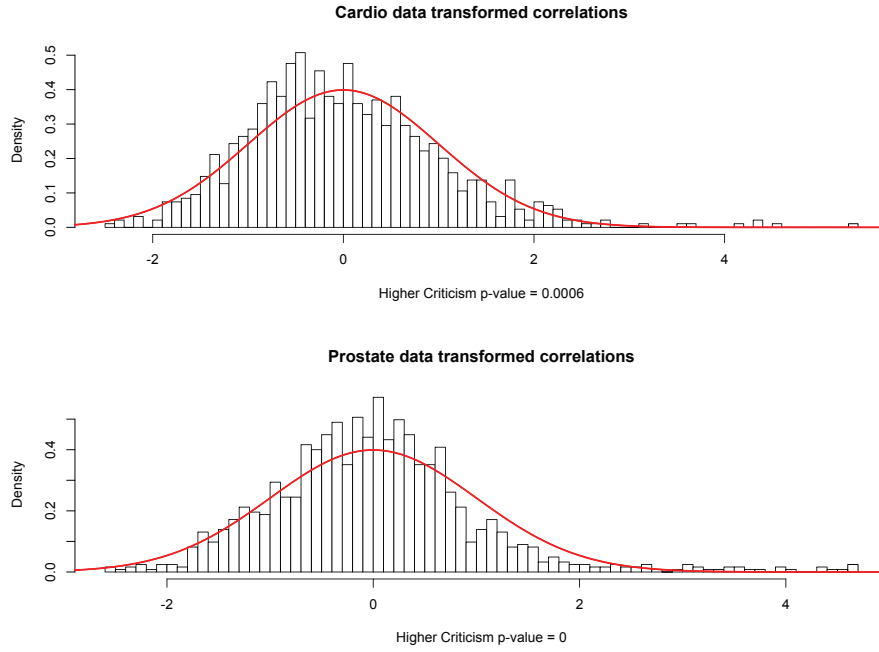 Cardio data transformed correlations
Density
0.0 0.1 0.2 0.3 0.4 0.5
-2 0 2 4
Higher Criticism p-value = 0.0006
Prostate data transformed correlations
Density
0.0 0.2 0.4
-2 0 2 4
Higher Criticism p-value = 0